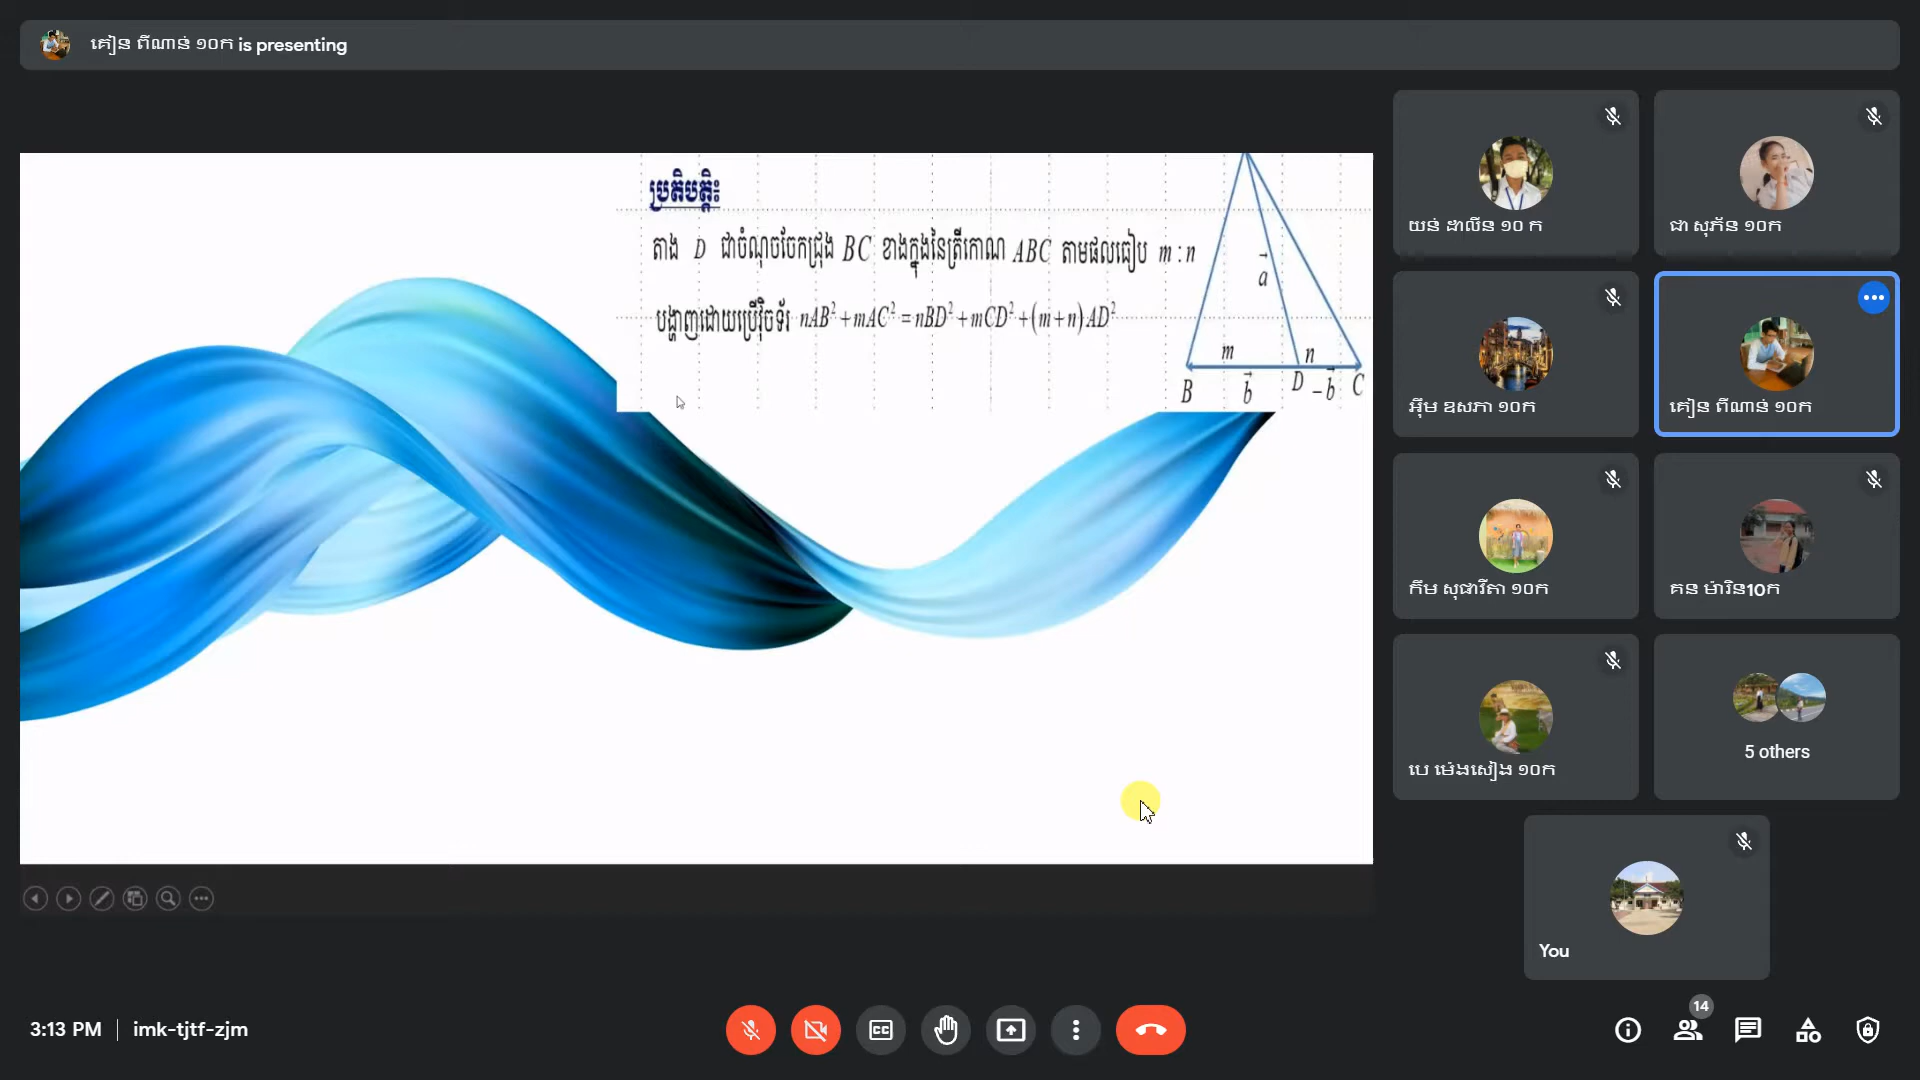 គៀន ពីណាន់ ១០ក is presenting
ប្រតិបត្តិ៖
តាង D ជាចំណុចចែកជ្រុង BC ខាងក្នុងនៃត្រីកោណ ABC តាមផលធៀប m : n
បង្ហាញដោយប្រើវ៉ិចទ័រ nAB² + mAC² = nBD² + mCD² + (m+n)AD²
a⃗
m
n
B
b⃗
D
−b⃗
C
យន់ ដាលីន ១០ ក
ជា សុភ័ន ១០ក
អុឹម ឧសភា ១០ក
គៀន ពីណាន់ ១០ក
កឹម សុផារីតា ១០ក
គន ម៉ារិន10ក
បេ ម៉េងសៀង ១០ក
5 others
You
3:13 PM
imk-tjtf-zjm
CC
14